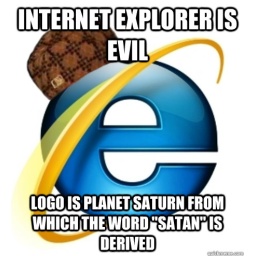 INTERNET EXPLORER IS
EVIL
LOGO IS PLANET SATURN FROM
WHICH THE WORD "SATAN" IS
DERIVED